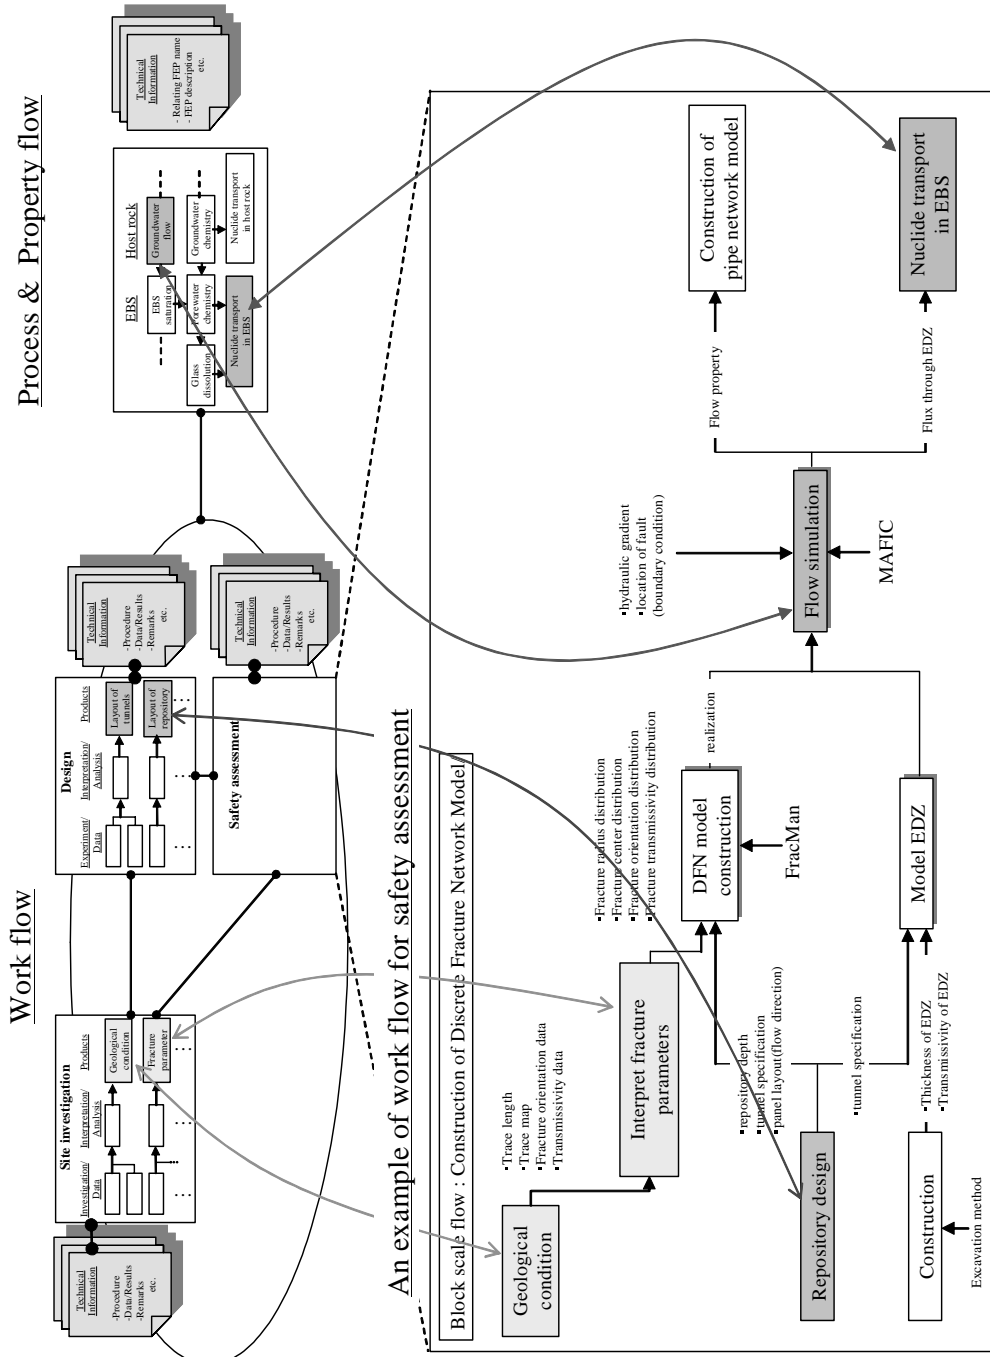 Work flow
Process & Property flow
Technical
Information
-Procedure
-Data/Results
-Remarks
etc.
Site investigation
Investigation/
Data
Interpretation/
Analysis
Products
Geological
condition
Fracture
parameter
Design
Experiment/
Data
Interpretation/
Analysis
Products
Layout of
tunnels
Layout of
repository
Safety assessment
Technical
Information
-Procedure
-Data/Results
-Remarks
etc.
Technical
Information
-Procedure
-Data/Results
-Remarks
etc.
EBS
Host rock
EBS
saturation
Groundwater
flow
Glass
dissolution
Porewater
chemistry
Groundwater
chemistry
Nuclide transport
in EBS
Nuclide transport
in host rock
Technical
Information
- Relating FEP name
- FEP description
etc.
An example of work flow for safety assessment
Block scale flow : Construction of Discrete Fracture Network Model
Geological
condition
▪Trace length
▪Trace map
▪Fracture orientation data
▪Transmissivity data
Interpret fracture
parameters
▪Fracture radius distribution
▪Fracture center distribution
▪Fracture orientation distribution
▪Fracture transmissivity distribution
DFN model
construction
FracMan
realization
▪hydraulic gradient
▪location of fault
(boundary condition)
Flow simulation
MAFIC
Flow property
Construction of
pipe network model
Flux through EDZ
Nuclide transport
in EBS
Repository design
▪repository depth
▪tunnel specification
▪panel layout(flow direction)
▪tunnel specification
Construction
Excavation method
▪Thickness of EDZ
▪Transmissivity of EDZ
Model EDZ